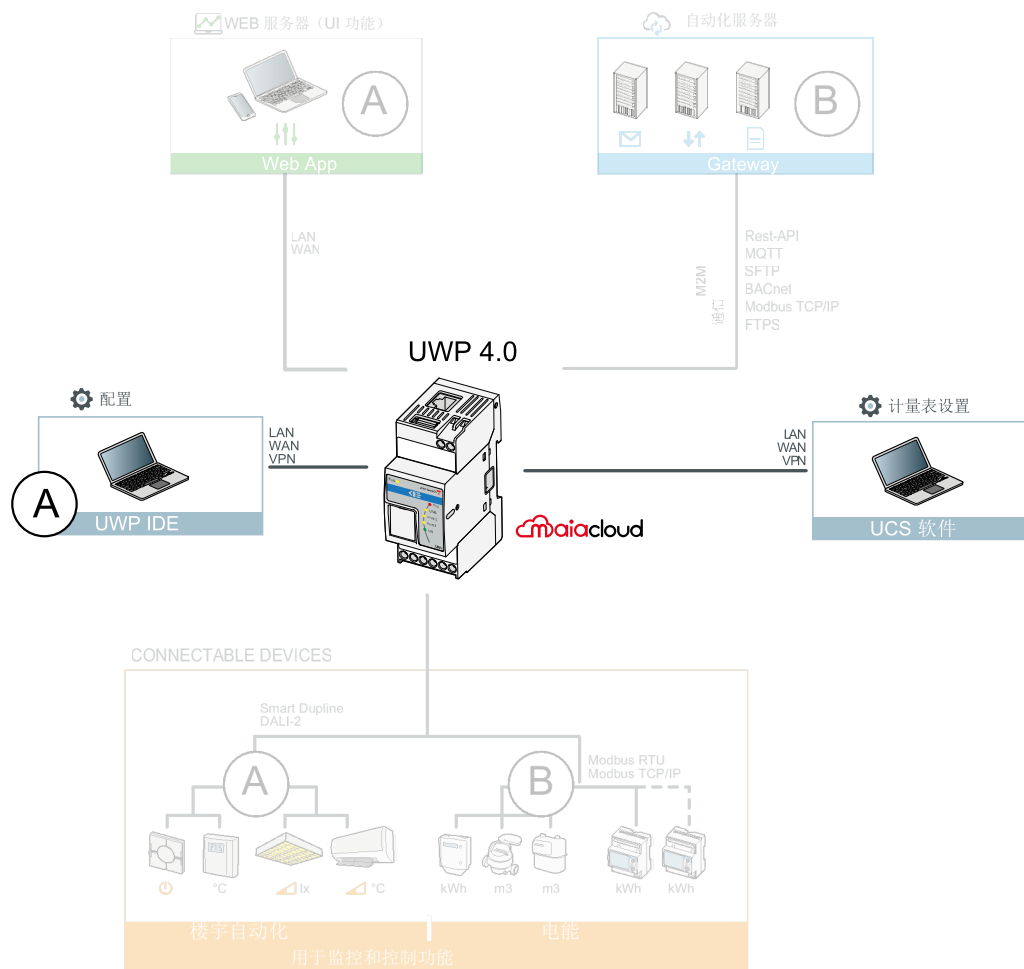 WEB 服务器（UI 功能）
自动化服务器
A
B
Web App
Gateway
LAN
WAN
M2M
通信
Rest-API
MQTT
SFTP
BACnet
Modbus TCP/IP
FTPS
UWP 4.0
配置
计量表设置
LAN
WAN
VPN
LAN
WAN
VPN
A
UWP IDE
maiacloud
UCS 软件
CONNECTABLE DEVICES
Smart Dupline
DALI-2
Modbus RTU
Modbus TCP/IP
A
B
°C
lx
°C
kWh
m3
m3
kWh
kWh
楼宇自动化
电能
用于监控和控制功能